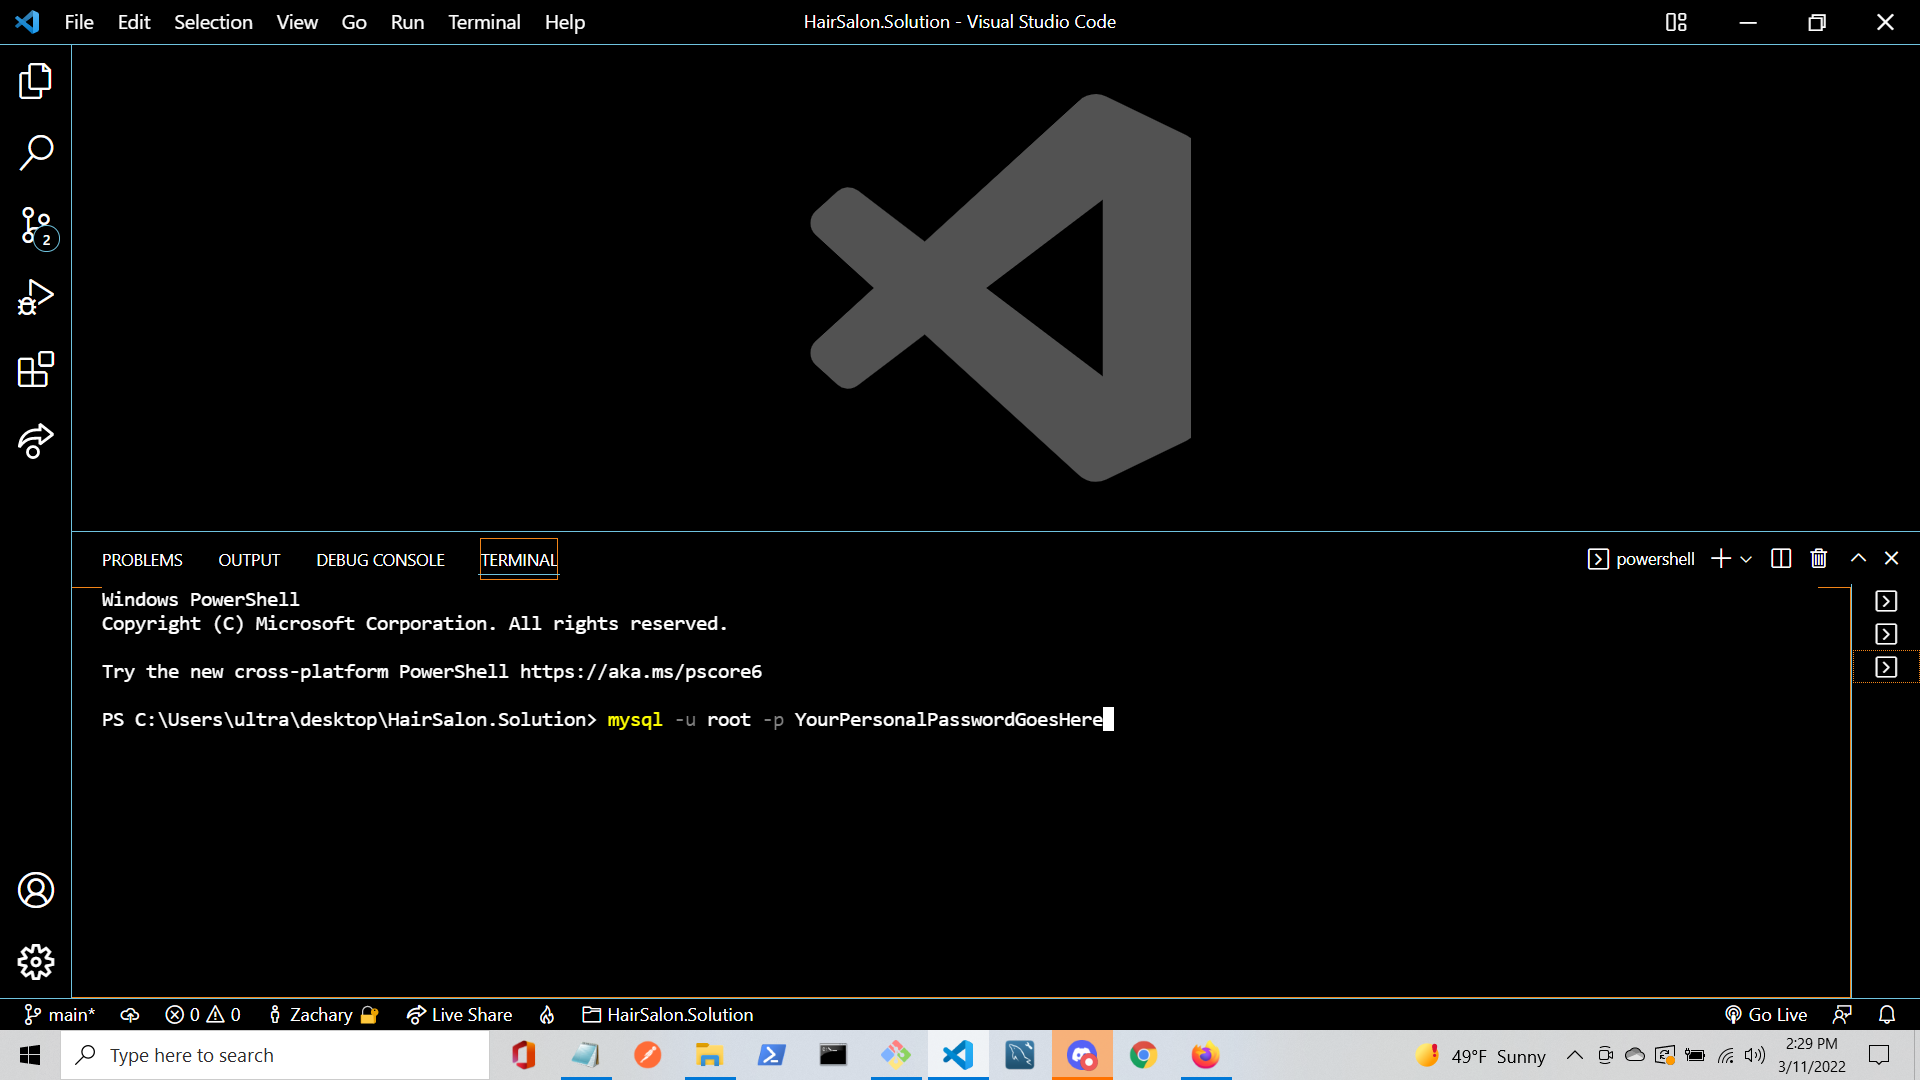 File Edit Selection View Go Run Terminal Help HairSalon.Solution - Visual Studio Code
2
PROBLEMS OUTPUT DEBUG CONSOLE TERMINAL powershell
Windows PowerShell
Copyright (C) Microsoft Corporation. All rights reserved.
Try the new cross-platform PowerShell https://aka.ms/pscore6
PS C:\Users\ultra\desktop\HairSalon.Solution> mysql -u root -p YourPersonalPasswordGoesHere
main* 0 0 Zachary Live Share HairSalon.Solution Go Live
Type here to search 49°F Sunny 2:29 PM
3/11/2022